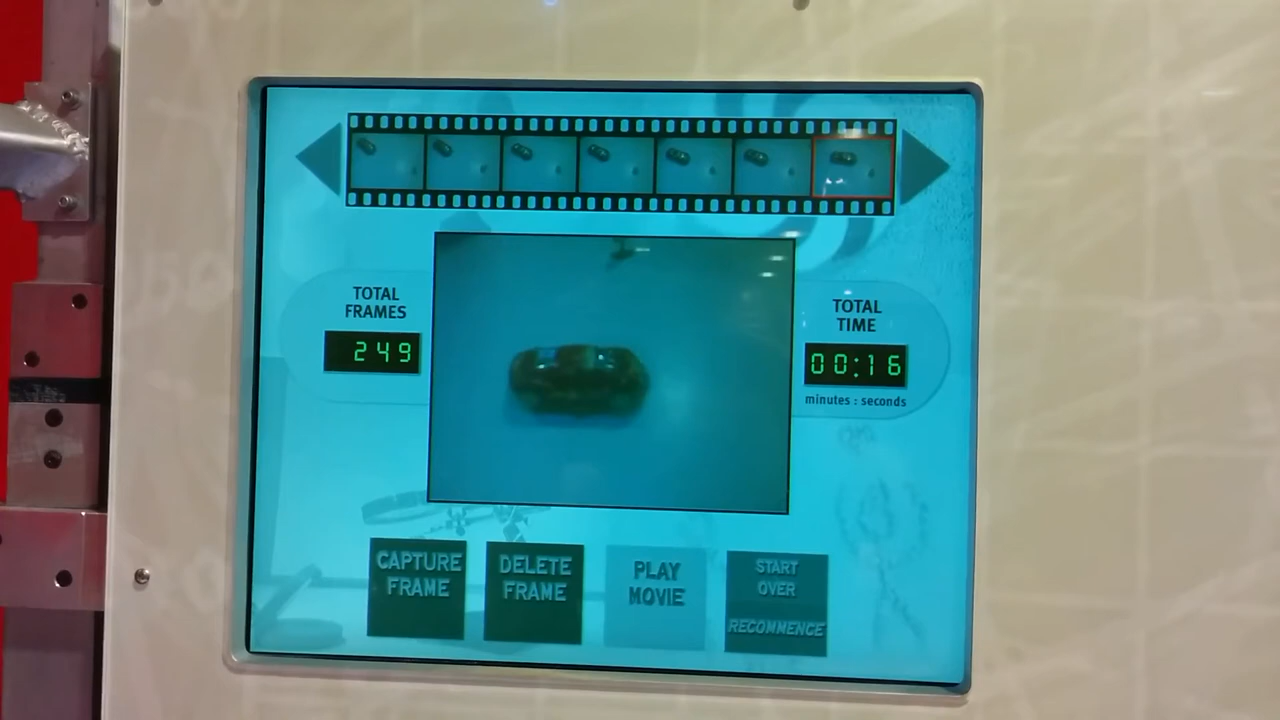 TOTAL
FRAMES
249
TOTAL
TIME
00:16
minutes : seconds
CAPTURE
FRAME
DELETE
FRAME
PLAY
MOVIE
START
OVER
RECOMMENCE